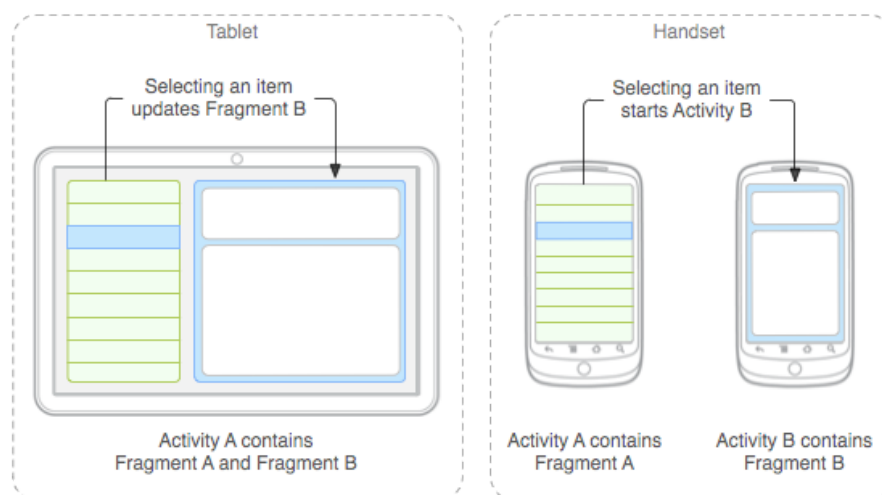 Tablet
Selecting an item
updates Fragment B
Activity A contains
Fragment A and Fragment B
Handset
Selecting an item
starts Activity B
Activity A contains
Fragment A
Activity B contains
Fragment B